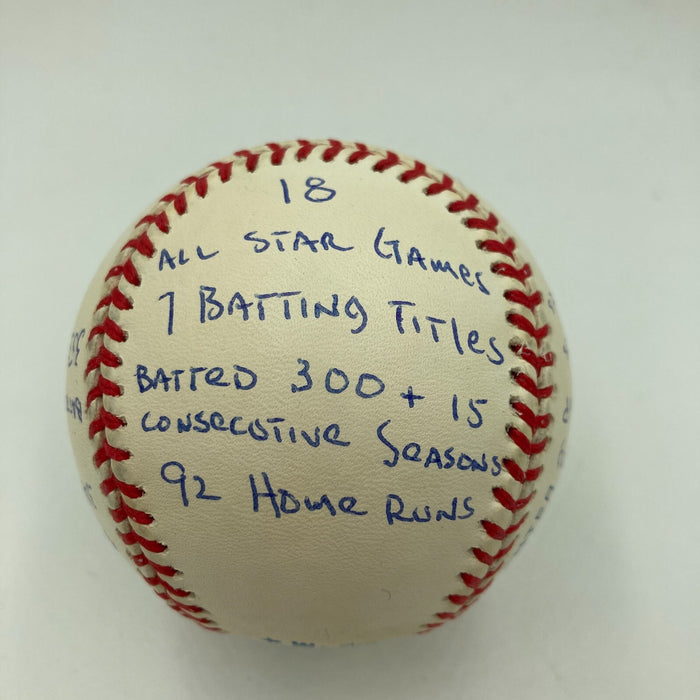 18
ALL STAR GAMES
7 BATTING TITLES
BATTED 300 + 15
CONSECUTIVE SEASONS
92 HOME RUNS